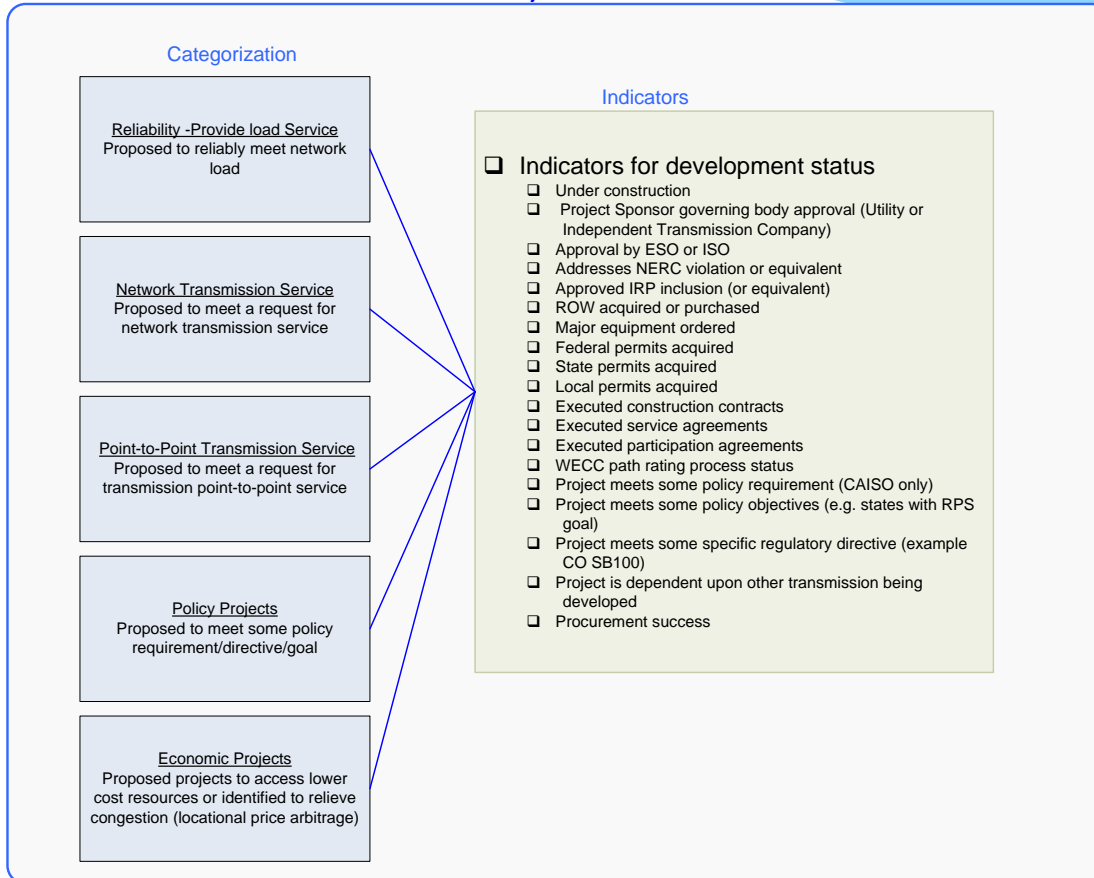 Categorization
Reliability -Provide load Service
Proposed to reliably meet network
load
Network Transmission Service
Proposed to meet a request for
network transmission service
Point-to-Point Transmission Service
Proposed to meet a request for
transmission point-to-point service
Policy Projects
Proposed to meet some policy
requirement/directive/goal
Economic Projects
Proposed projects to access lower
cost resources or identified to relieve
congestion (locational price arbitrage)
Indicators
❑ Indicators for development status
❑ Under construction
❑ Project Sponsor governing body approval (Utility or
Independent Transmission Company)
❑ Approval by ESO or ISO
❑ Addresses NERC violation or equivalent
❑ Approved IRP inclusion (or equivalent)
❑ ROW acquired or purchased
❑ Major equipment ordered
❑ Federal permits acquired
❑ State permits acquired
❑ Local permits acquired
❑ Executed construction contracts
❑ Executed service agreements
❑ Executed participation agreements
❑ WECC path rating process status
❑ Project meets some policy requirement (CAISO only)
❑ Project meets some policy objectives (e.g. states with RPS
goal)
❑ Project meets some specific regulatory directive (example
CO SB100)
❑ Project is dependent upon other transmission being
developed
❑ Procurement success